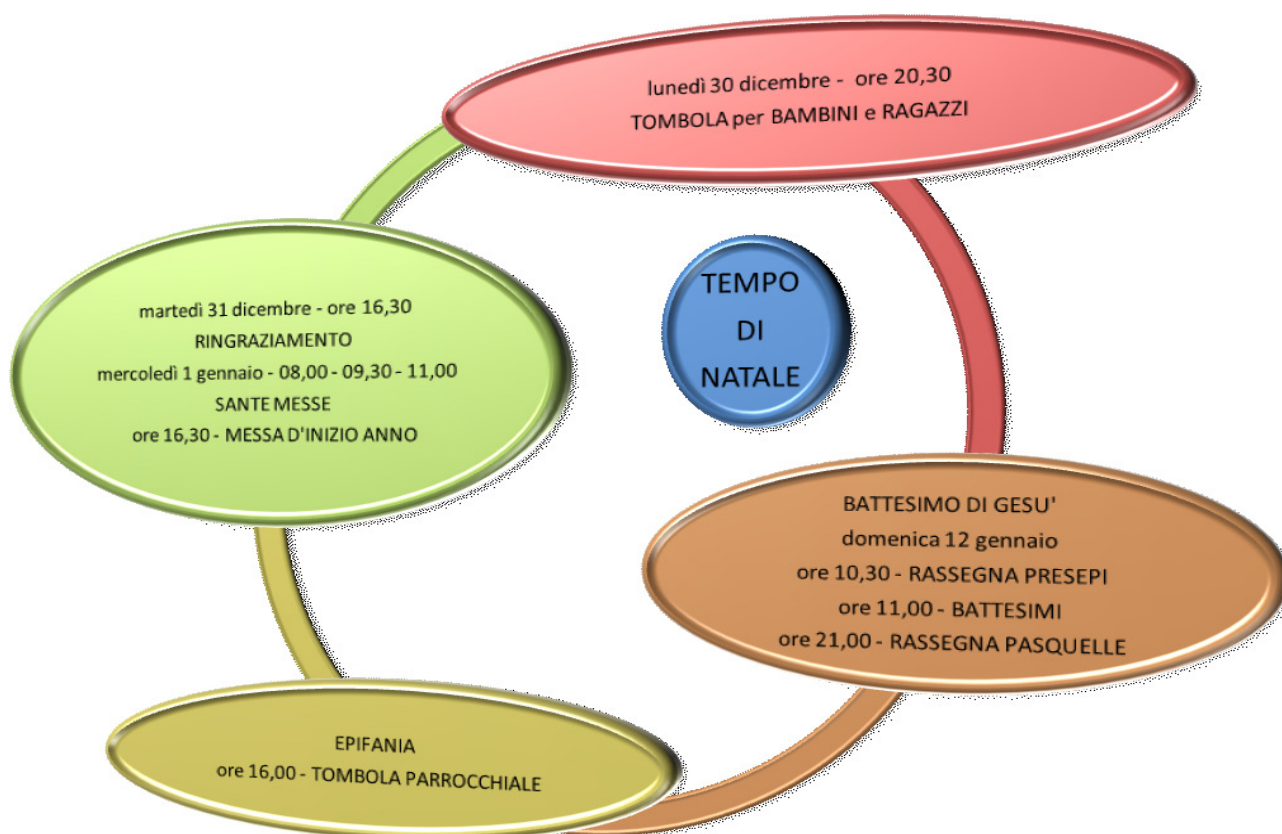 lunedì 30 dicembre - ore 20,30
TOMBOLA per BAMBINI e RAGAZZI
TEMPO
DI
NATALE
martedì 31 dicembre - ore 16,30
RINGRAZIAMENTO
mercoledì 1 gennaio - 08,00 - 09,30 - 11,00
SANTE MESSE
ore 16,30 - MESSA D'INIZIO ANNO
BATTESIMO DI GESU'
domenica 12 gennaio
ore 10,30 - RASSEGNA PRESEPI
ore 11,00 - BATTESIMI
ore 21,00 - RASSEGNA PASQUELLE
EPIFANIA
ore 16,00 - TOMBOLA PARROCCHIALE